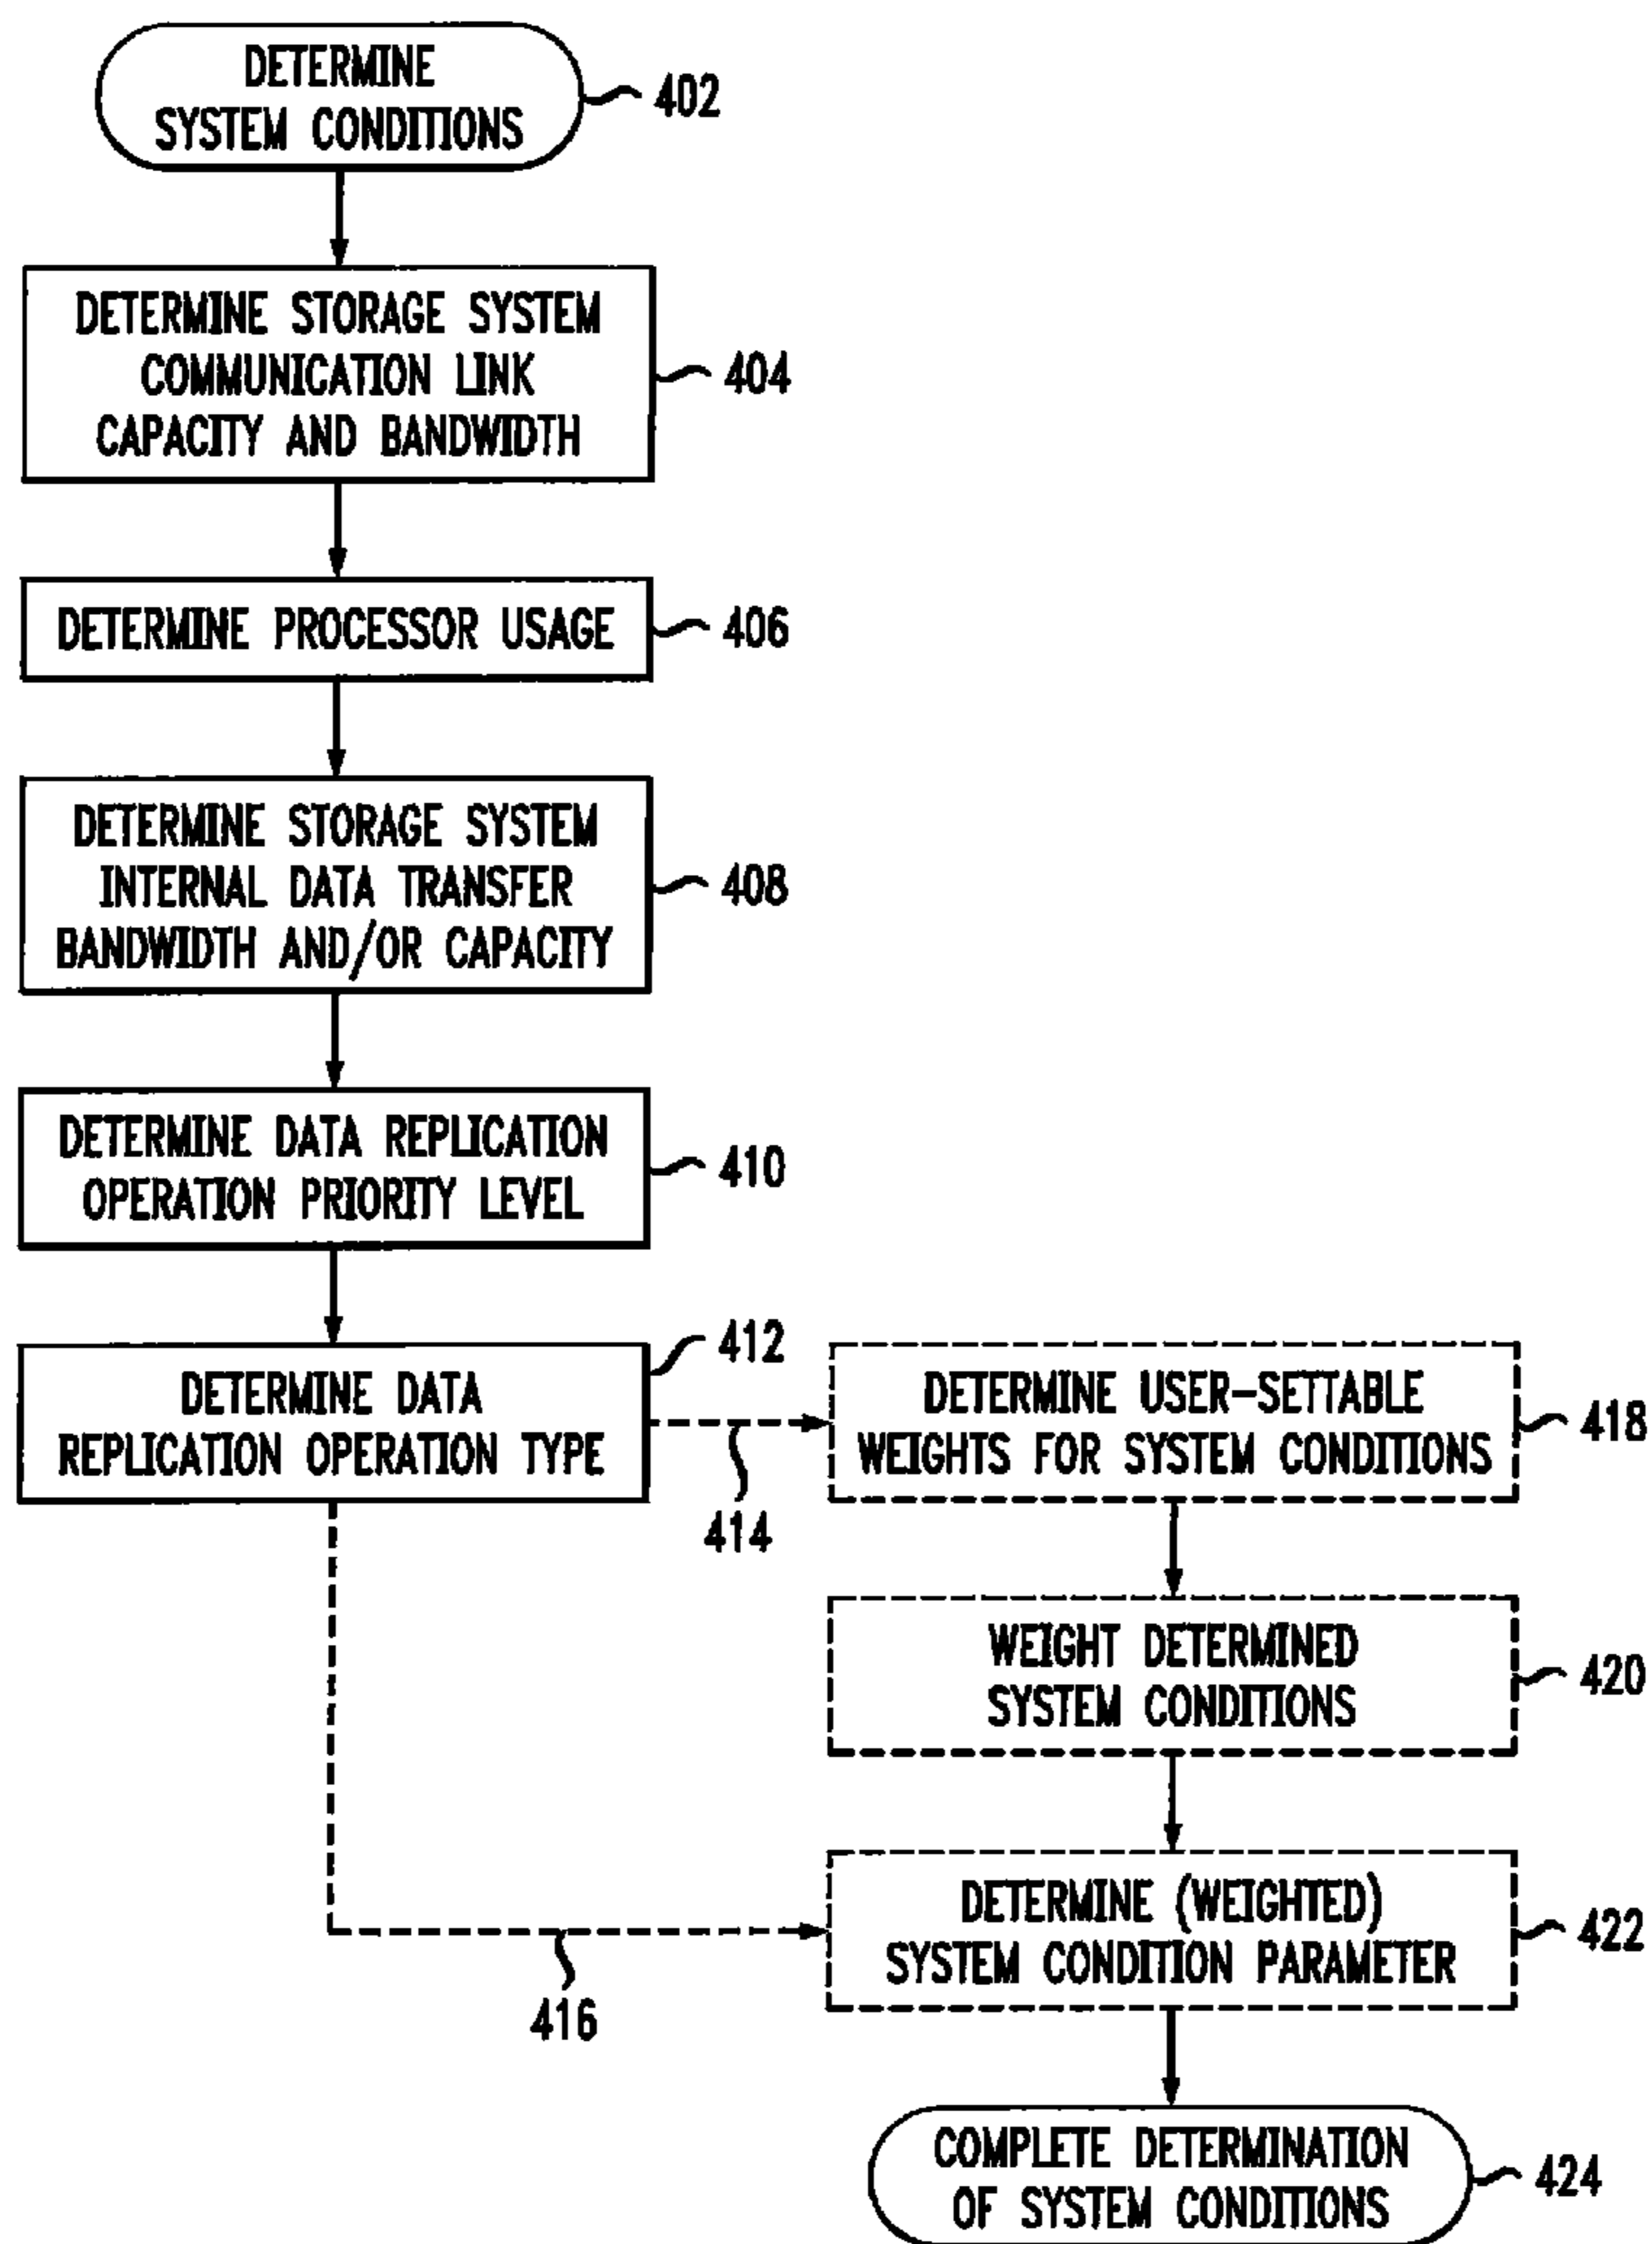 DETERMINE
SYSTEM CONDITIONS
402
DETERMINE STORAGE SYSTEM
COMMUNICATION LINK
CAPACITY AND BANDWIDTH
404
DETERMINE PROCESSOR USAGE
406
DETERMINE STORAGE SYSTEM
INTERNAL DATA TRANSFER
BANDWIDTH AND/OR CAPACITY
408
DETERMINE DATA REPLICATION
OPERATION PRIORITY LEVEL
410
DETERMINE DATA
REPLICATION OPERATION TYPE
412
414
416
DETERMINE USER-SETTABLE
WEIGHTS FOR SYSTEM CONDITIONS
418
WEIGHT DETERMINED
SYSTEM CONDITIONS
420
DETERMINE (WEIGHTED)
SYSTEM CONDITION PARAMETER
422
COMPLETE DETERMINATION
OF SYSTEM CONDITIONS
424